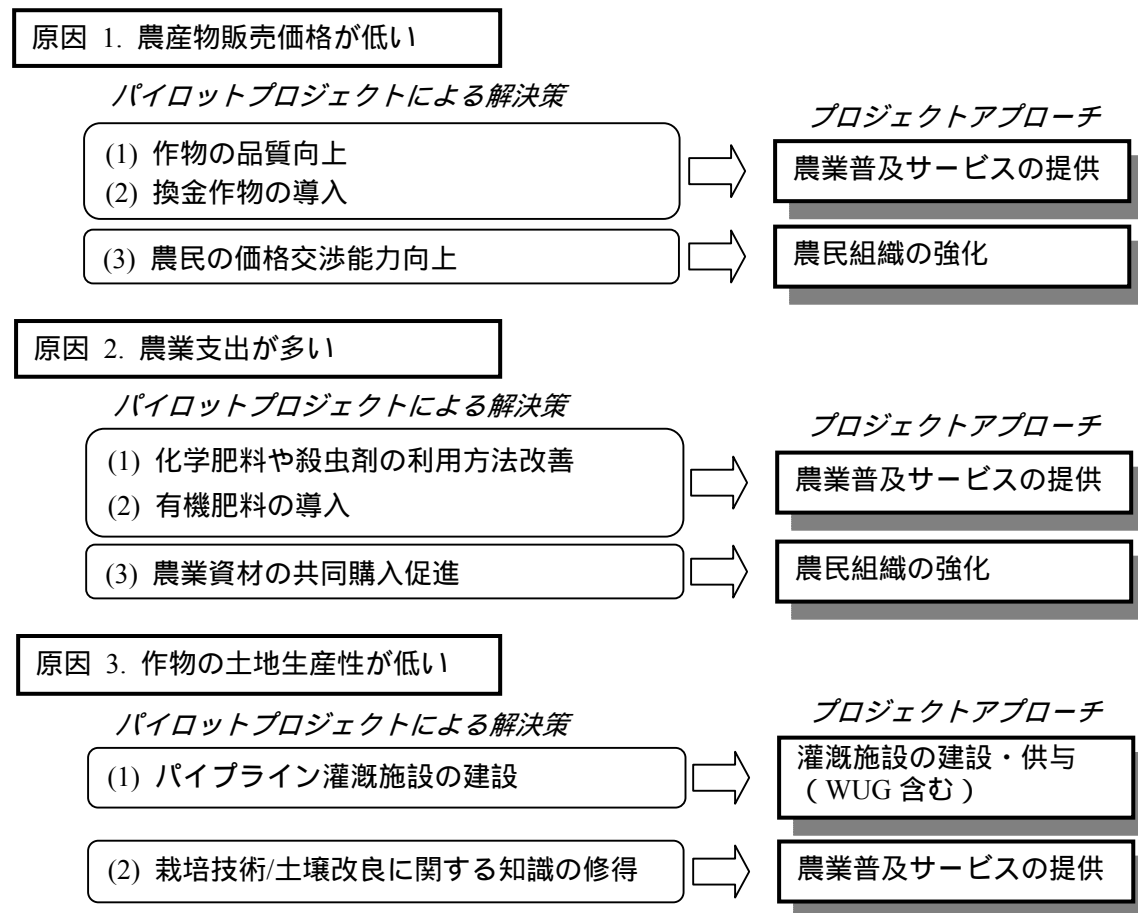 原因 1. 農産物販売価格が低い
パイロットプロジェクトによる解決策
プロジェクトアプローチ
(1) 作物の品質向上
(2) 換金作物の導入
農業普及サービスの提供
(3) 農民の価格交渉能力向上
農民組織の強化
原因 2. 農業支出が多い
パイロットプロジェクトによる解決策
プロジェクトアプローチ
(1) 化学肥料や殺虫剤の利用方法改善
(2) 有機肥料の導入
農業普及サービスの提供
(3) 農業資材の共同購入促進
農民組織の強化
原因 3. 作物の土地生産性が低い
パイロットプロジェクトによる解決策
プロジェクトアプローチ
(1) パイプライン灌漑施設の建設
灌漑施設の建設・供与
（WUG 含む）
(2) 栽培技術/土壌改良に関する知識の修得
農業普及サービスの提供